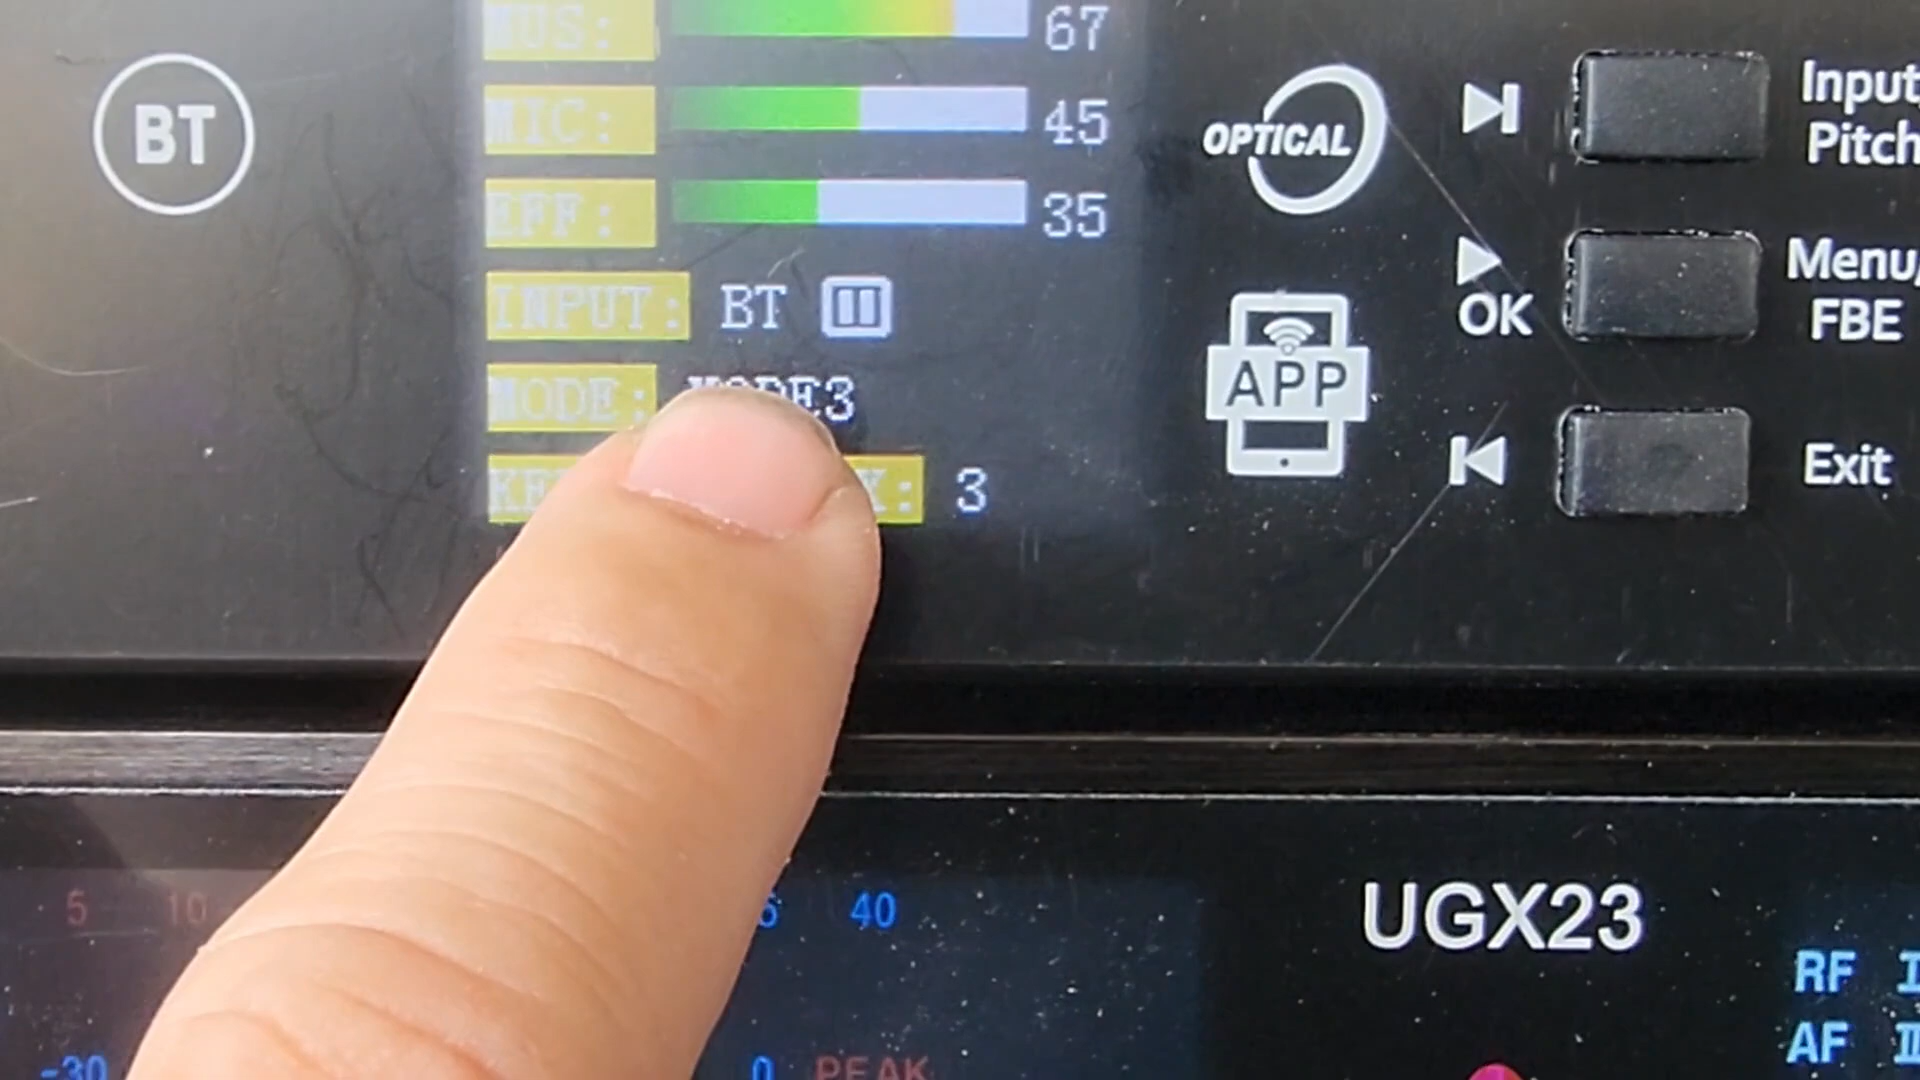 MUS: 67
BT
MIC: 45
OPTICAL
Input
Pitch
EFF: 35
INPUT: BT
OK
Menu/
FBE
MODE: MODE3
APP
Exit
3
UGX23
5 10 40
RF
AF
-30 0 PEAK